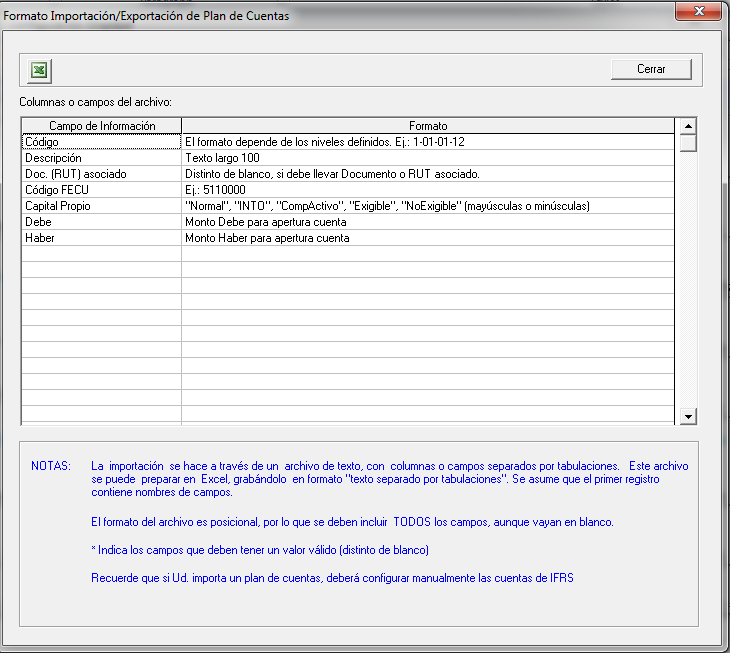 Formato Importación/Exportación de Plan de Cuentas
Cerrar
Columnas o campos del archivo:
Campo de Información Formato
Código El formato depende de los niveles definidos. Ej.: 1-01-01-12
Descripción Texto largo 100
Doc. (RUT) asociado Distinto de blanco, si debe llevar Documento o RUT asociado.
Código FECU Ej.: 5110000
Capital Propio "Normal", "INTO", "CompActivo", "Exigible", "NoExigible" (mayúsculas o minúsculas)
Debe Monto Debe para apertura cuenta
Haber Monto Haber para apertura cuenta
NOTAS: La importación se hace a través de un archivo de texto, con columnas o campos separados por tabulaciones. Este archivo
se puede preparar en Excel, grabándolo en formato "texto separado por tabulaciones". Se asume que el primer registro
contiene nombres de campos.
El formato del archivo es posicional, por lo que se deben incluir TODOS los campos, aunque vayan en blanco.
* Indica los campos que deben tener un valor válido (distinto de blanco)
Recuerde que si Ud. importa un plan de cuentas, deberá configurar manualmente las cuentas de IFRS